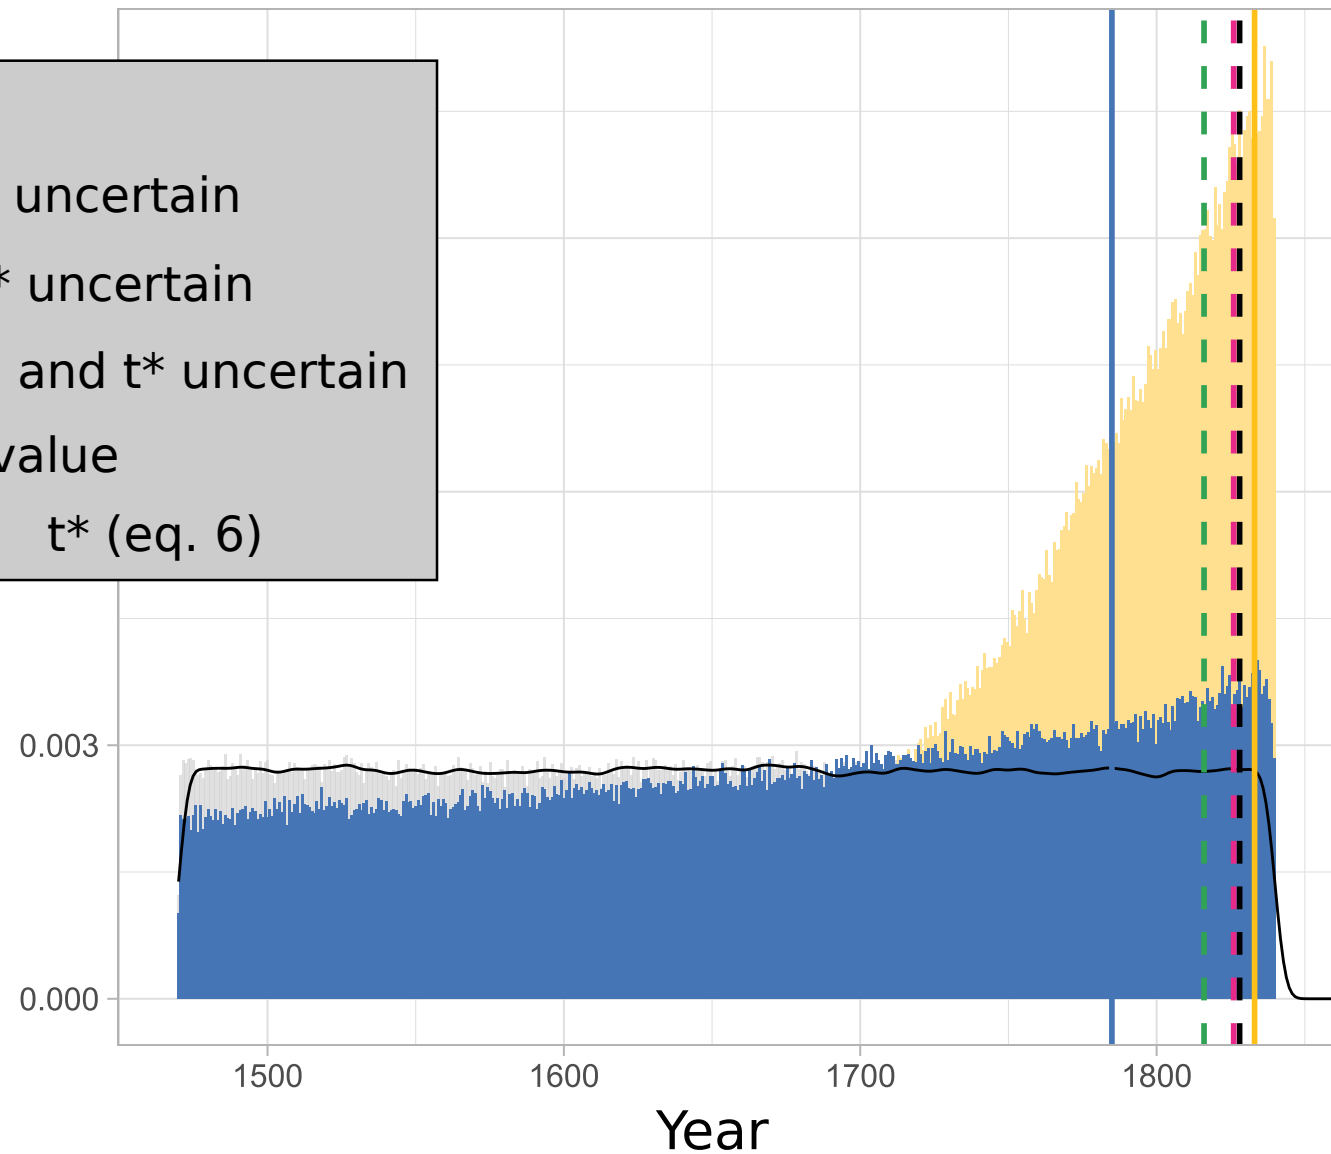 uncertain
* uncertain
and t* uncertain
value
t* (eq. 6)
0.003
0.000
1500 1600 1700 1800
Year